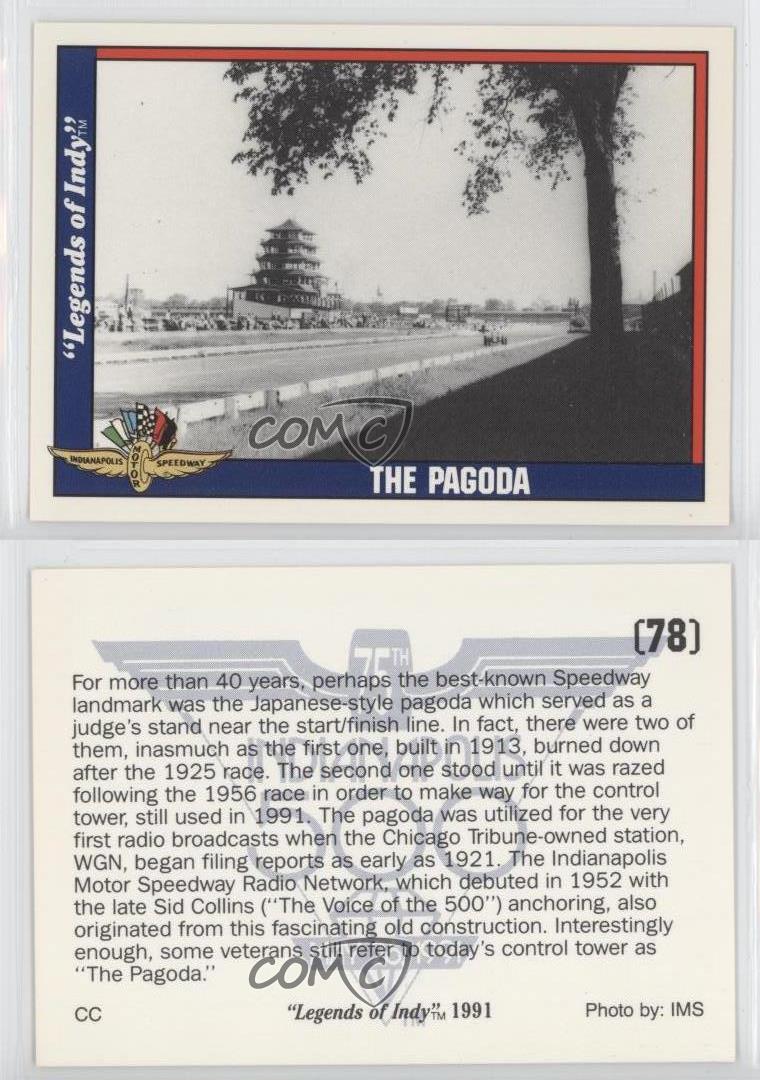 “Legends of Indy”TM
INDIANAPOLIS MOTOR SPEEDWAY
COMC
THE PAGODA
(78)
75TH
INDIANAPOLIS
500
For more than 40 years, perhaps the best-known Speedway
landmark was the Japanese-style pagoda which served as a
judge's stand near the start/finish line. In fact, there were two of
them, inasmuch as the first one, built in 1913, burned down
after the 1925 race. The second one stood until it was razed
following the 1956 race in order to make way for the control
tower, still used in 1991. The pagoda was utilized for the very
first radio broadcasts when the Chicago Tribune-owned station,
WGN, began filing reports as early as 1921. The Indianapolis
Motor Speedway Radio Network, which debuted in 1952 with
the late Sid Collins (''The Voice of the 500'') anchoring, also
originated from this fascinating old construction. Interestingly
enough, some veterans still refer to today's control tower as
''The Pagoda.''
COMC
CC “Legends of Indy”TM 1991 Photo by: IMS
TM